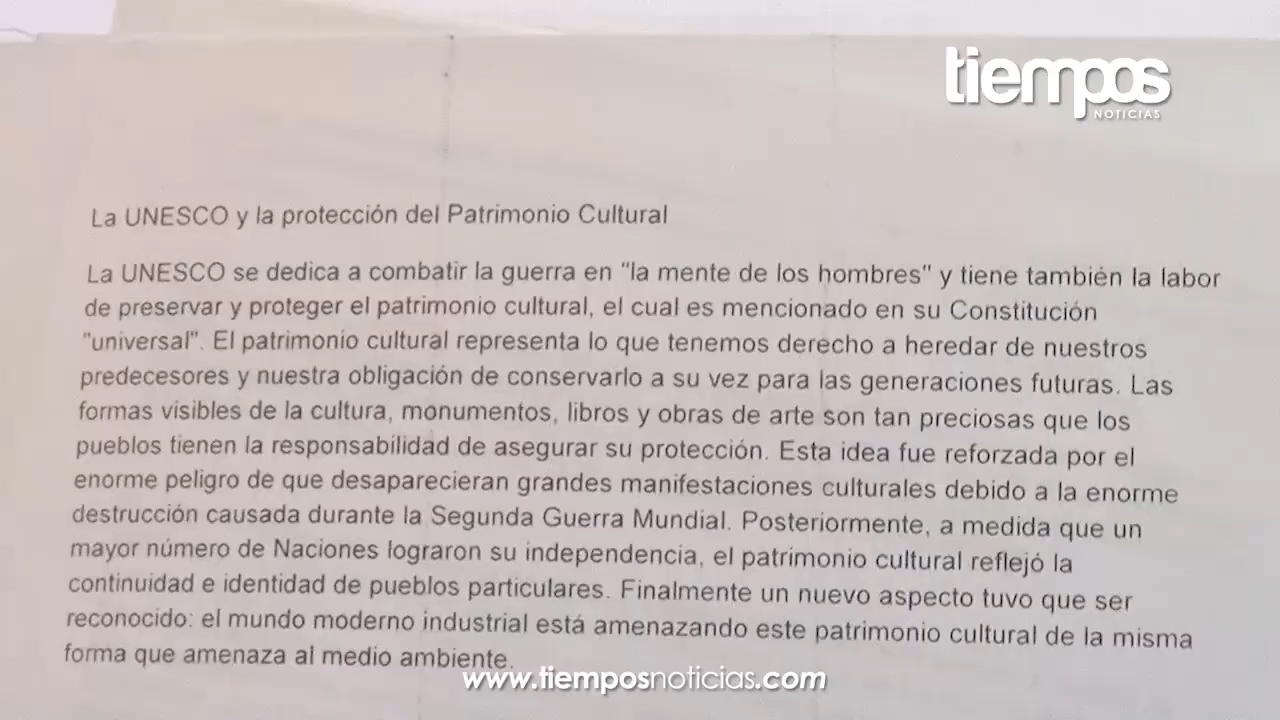 tiempos
NOTICIAS
La UNESCO y la protección del Patrimonio Cultural
La UNESCO se dedica a combatir la guerra en "la mente de los hombres" y tiene también la labor
de preservar y proteger el patrimonio cultural, el cual es mencionado en su Constitución
"universal". El patrimonio cultural representa lo que tenemos derecho a heredar de nuestros
predecesores y nuestra obligación de conservarlo a su vez para las generaciones futuras. Las
formas visibles de la cultura, monumentos, libros y obras de arte son tan preciosas que los
pueblos tienen la responsabilidad de asegurar su protección. Esta idea fue reforzada por el
enorme peligro de que desaparecieran grandes manifestaciones culturales debido a la enorme
destrucción causada durante la Segunda Guerra Mundial. Posteriormente, a medida que un
mayor número de Naciones lograron su independencia, el patrimonio cultural reflejó la
continuidad e identidad de pueblos particulares. Finalmente un nuevo aspecto tuvo que ser
reconocido: el mundo moderno industrial está amenazando este patrimonio cultural de la misma
forma que amenaza al medio ambiente.
www.tiemposnoticias.com